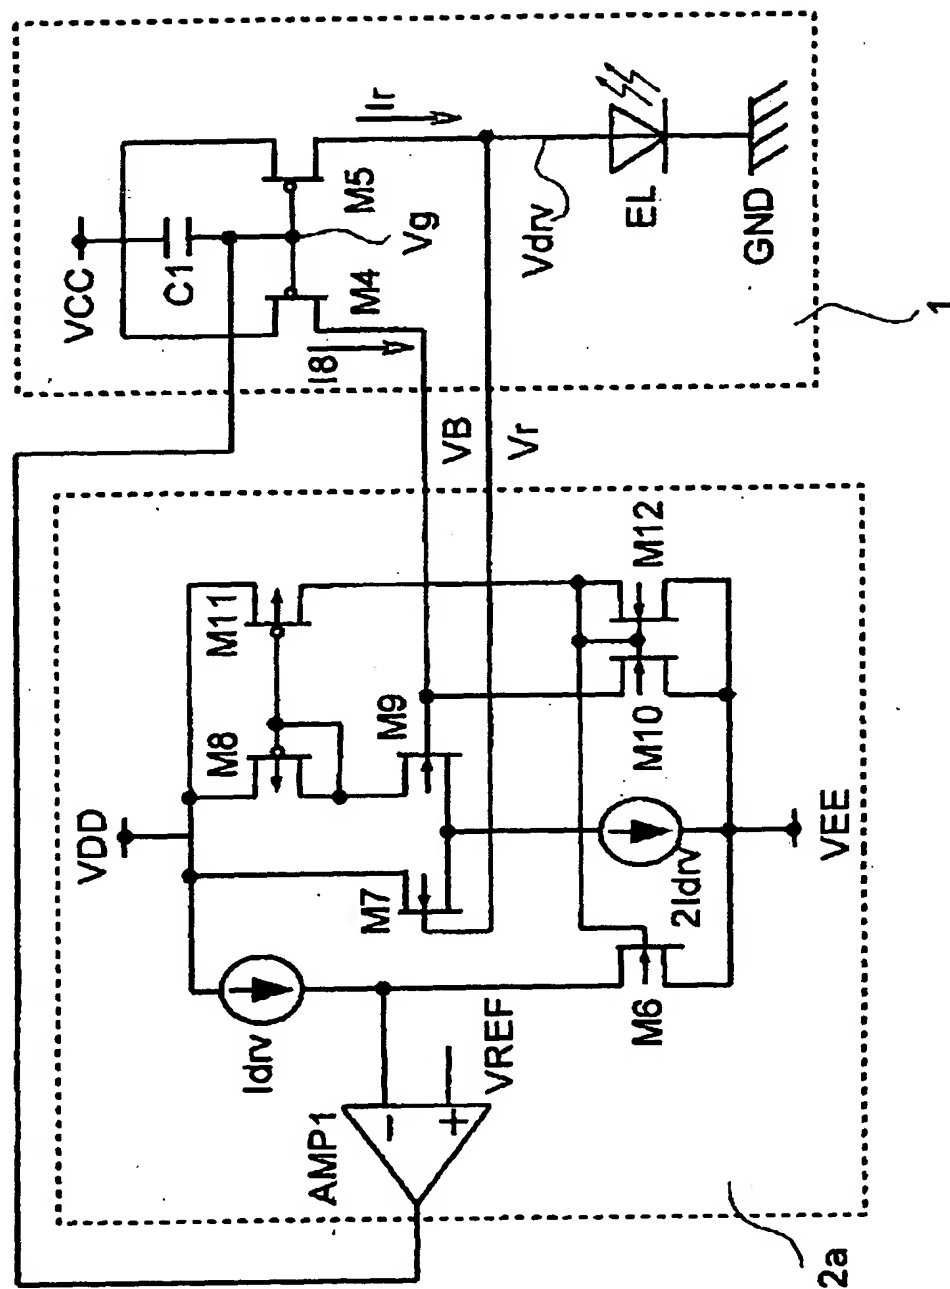 VDD
M8
M11
Idrv
M7
M9
AMP1
−
+
VREF
M6
2Idrv
M10
M12
VEE
2a
VB
Vr
VCC
C1
M4
M5
I8
Ir
Vg
Vdrv
EL
GND
1